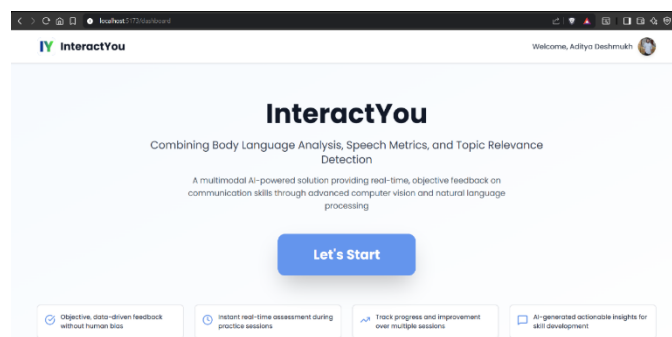 localhost:5173/dashboard
IY InteractYou
Welcome, Aditya Deshmukh
InteractYou
Combining Body Language Analysis, Speech Metrics, and Topic Relevance
Detection
A multimodal AI-powered solution providing real-time, objective feedback on
communication skills through advanced computer vision and natural language
processing
Let's Start
Objective, data-driven feedback
without human bias
Instant real-time assessment during
practice sessions
Track progress and improvement
over multiple sessions
AI-generated actionable insights for
skill development